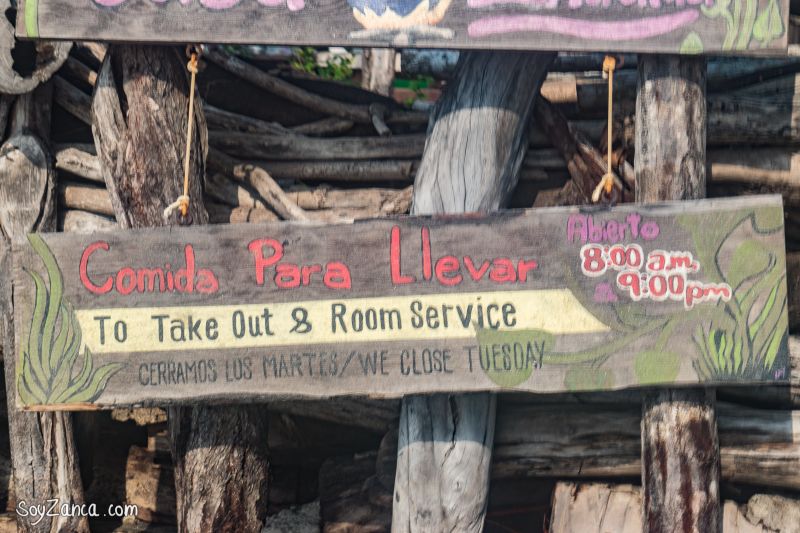 Comida Para Llevar
To Take Out & Room Service
CERRAMOS LOS MARTES/WE CLOSE TUESDAY
Abierto
8:00 a.m.
a 9:00 pm
SoyZanca.com